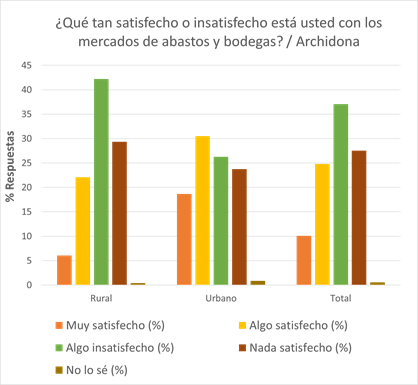 ¿Qué tan satisfecho o insatisfecho está usted con los
mercados de abastos y bodegas? / Archidona
% Respuestas
45
40
35
30
25
20
15
10
5
0
Rural
Urbano
Total
Muy satisfecho (%)
Algo satisfecho (%)
Algo insatisfecho (%)
Nada satisfecho (%)
No lo sé (%)